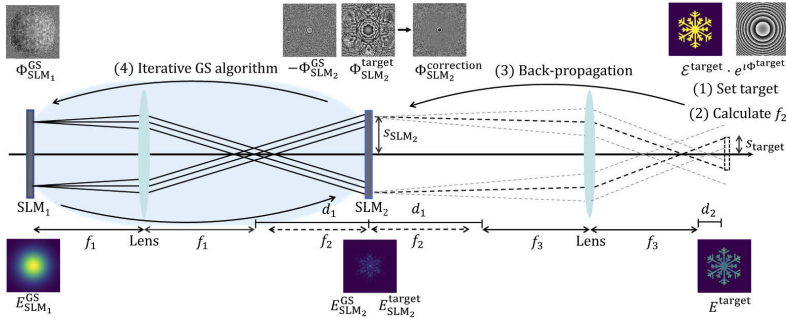 Φ^GS_SLM₁
−Φ^GS_SLM₂
Φ^target_SLM₂
Φ^correction_SLM₂
ℰ^target · e^iΦ^target
(1) Set target
(2) Calculate f₂
(3) Back-propagation
(4) Iterative GS algorithm
s_SLM₂
s_target
SLM₁
SLM₂
d₁
d₁
d₂
f₁
Lens
f₁
f₂
f₂
f₃
Lens
f₃
E^GS_SLM₁
E^GS_SLM₂
E^target_SLM₂
E^target